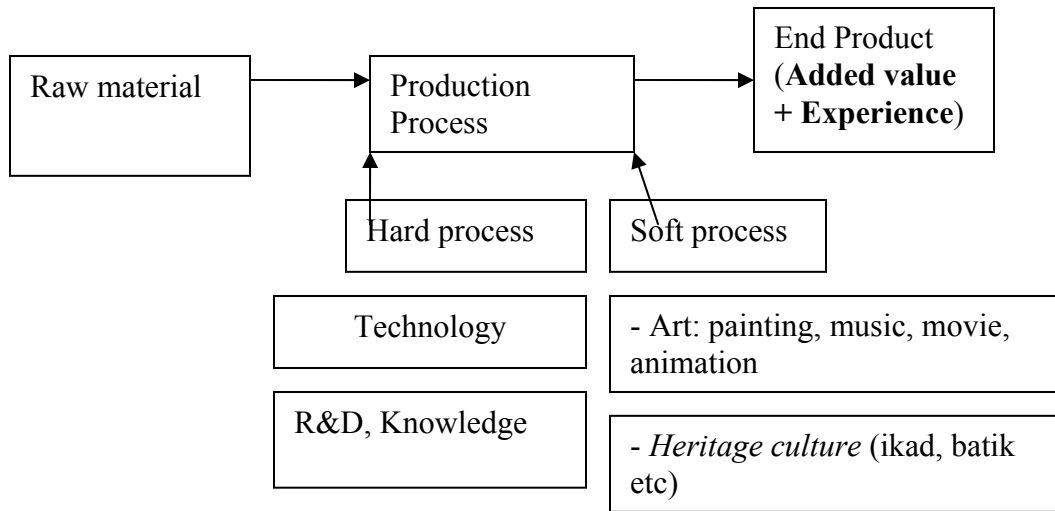 Raw material
Production
Process
End Product
(Added value
+ Experience)
Hard process
Soft process
Technology
- Art: painting, music, movie,
animation
R&D, Knowledge
- Heritage culture (ikad, batik
etc)